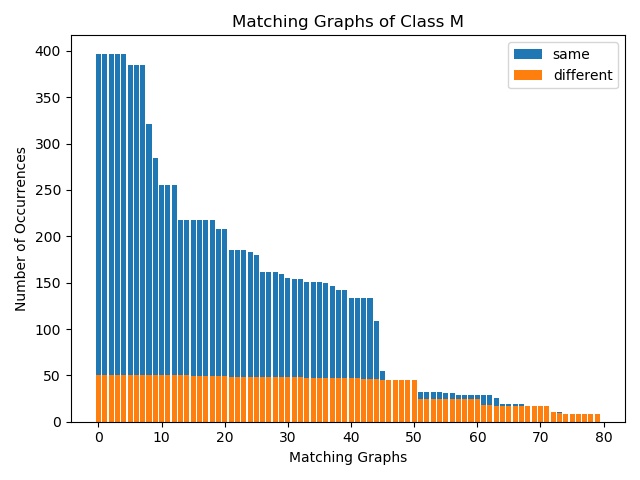 Matching Graphs of Class M
same
different
Number of Occurrences
400
350
300
250
200
150
100
50
0
0 10 20 30 40 50 60 70 80
Matching Graphs